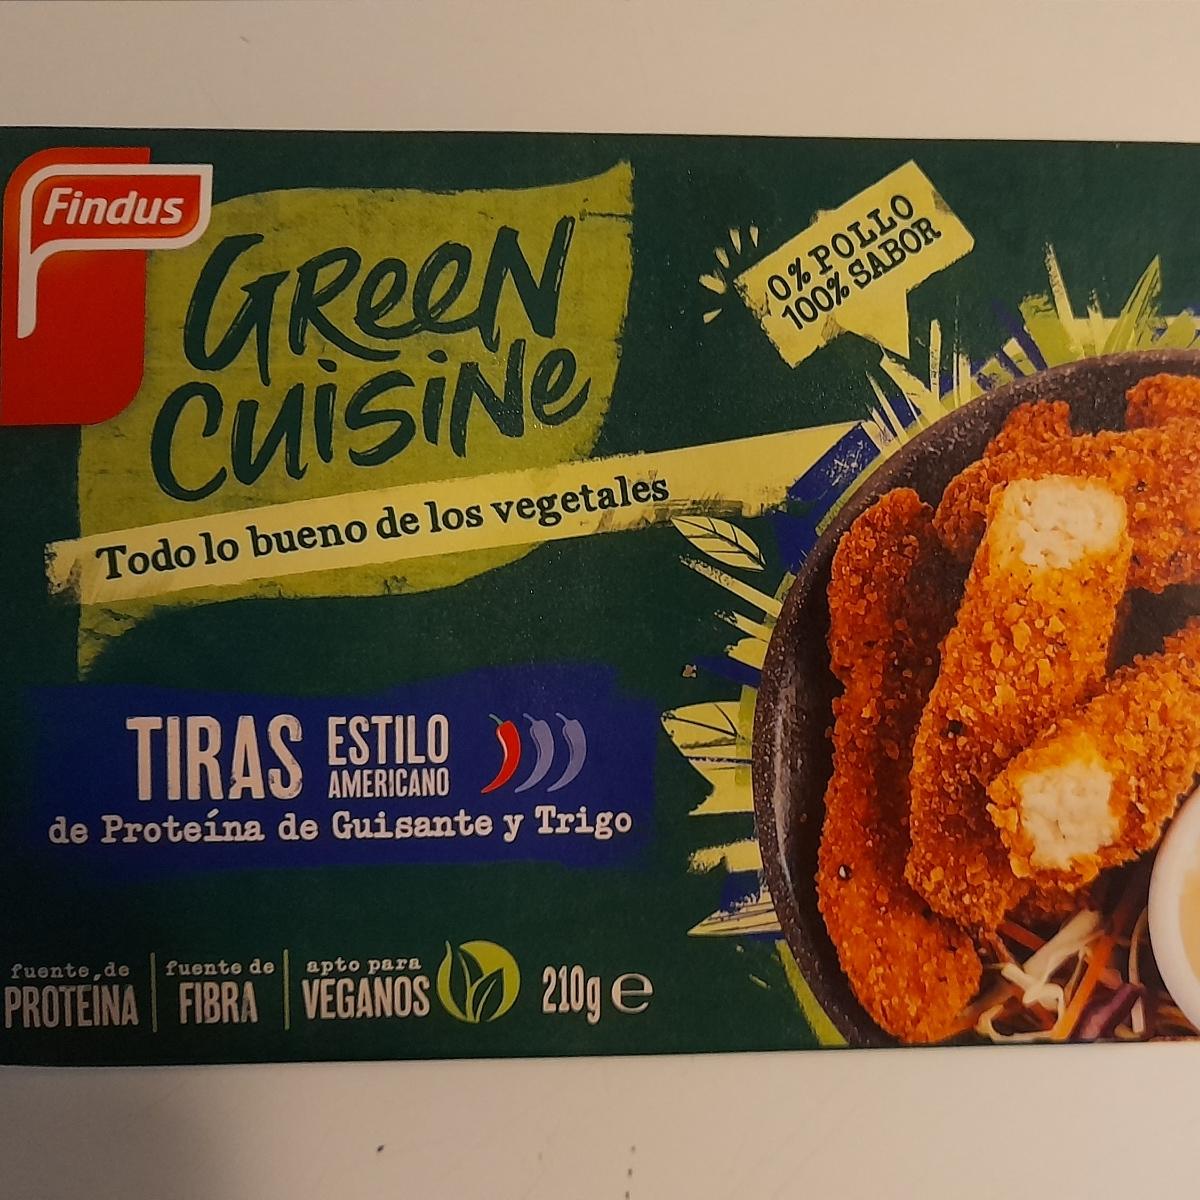 Findus
GReeN
CUiSiNe
Todo lo bueno de los vegetales
0% POLLO
100% SABOR
TIRAS ESTILO
AMERICANO
de Proteína de Guisante y Trigo
fuente de
PROTEÍNA
fuente de
FIBRA
apto para
VEGANOS
210g ℮